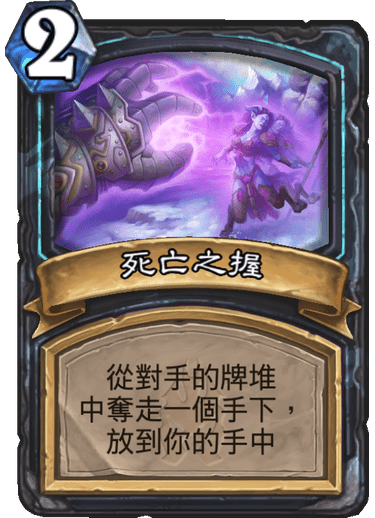 2
死亡之握
從對手的牌堆
中奪走一個手下，
放到你的手中